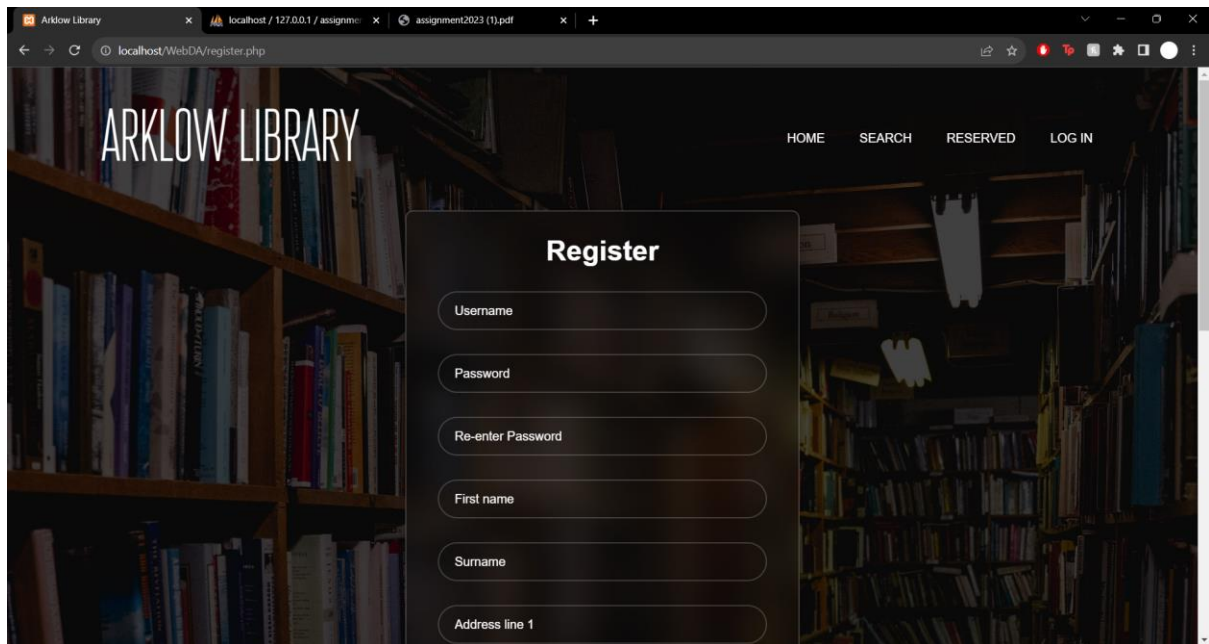 Arklow Library
localhost / 127.0.0.1 / assignmen
assignment2023 (1).pdf
localhost/WebDA/register.php
ARKLOW LIBRARY
HOME SEARCH RESERVED LOG IN
Register
Username
Password
Re-enter Password
First name
Surname
Address line 1